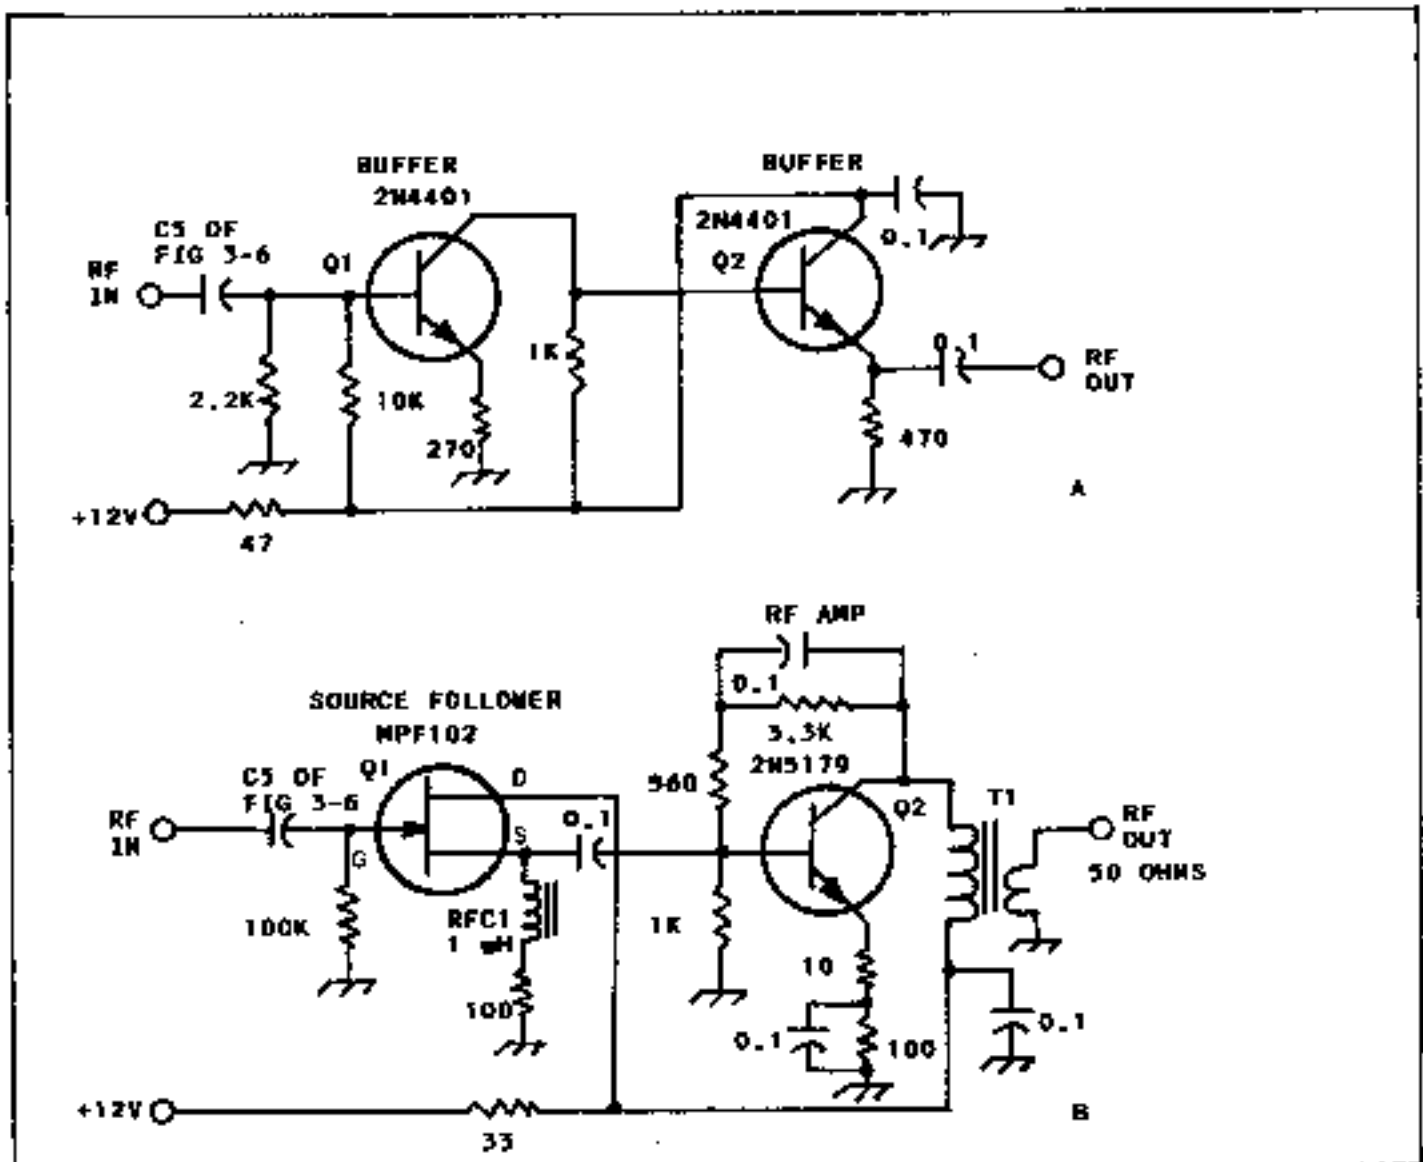 BUFFER
2N4401
BUFFER
2N4401
C5 OF
FIG 3-6
Q1
Q2
0.1
RF
IN
1K
0.1
RF
OUT
2.2K
10K
270
470
A
+12V
47
RF AMP
0.1
SOURCE FOLLOWER
MPF102
3.3K
2N5179
C5 OF
FIG 3-6
Q1
D
560
Q2
T1
RF
IN
0.1
S
G
RF
OUT
50 OHMS
100K
RFC1
1 mH
1K
10
100
0.1
100
0.1
+12V
33
B